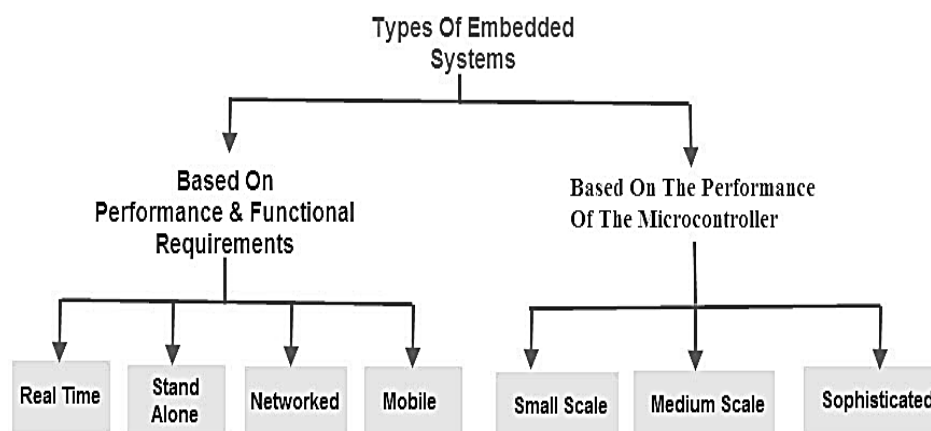 Types Of Embedded
Systems
Based On
Performance & Functional
Requirements
Based On The Performance
Of The Microcontroller
Real Time
Stand
Alone
Networked
Mobile
Small Scale
Medium Scale
Sophisticated